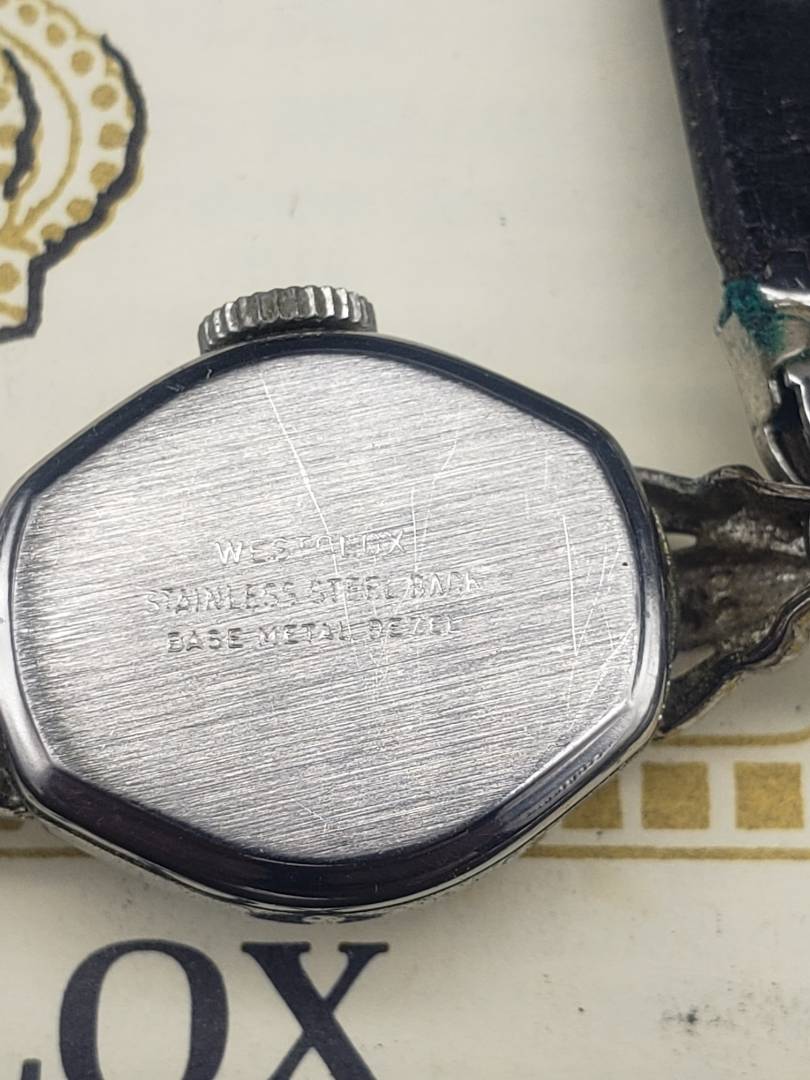 WESTCLOX
STAINLESS STEEL BACK
BASE METAL BEZEL
LOX